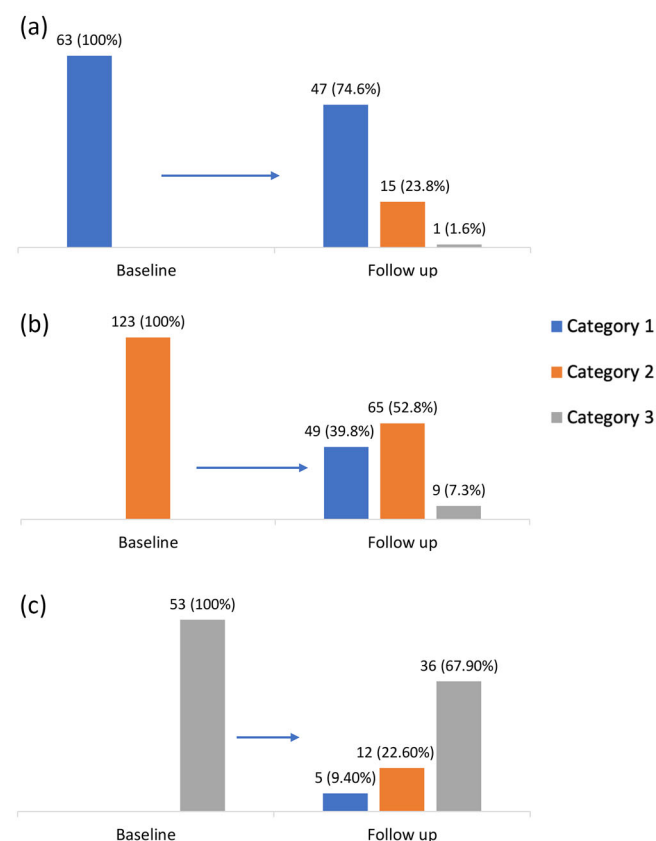 (a)
63 (100%)
47 (74.6%)
15 (23.8%)
1 (1.6%)
Baseline Follow up
(b)
123 (100%)
49 (39.8%)
65 (52.8%)
9 (7.3%)
Baseline Follow up
Category 1
Category 2
Category 3
(c)
53 (100%)
5 (9.40%)
12 (22.60%)
36 (67.90%)
Baseline Follow up